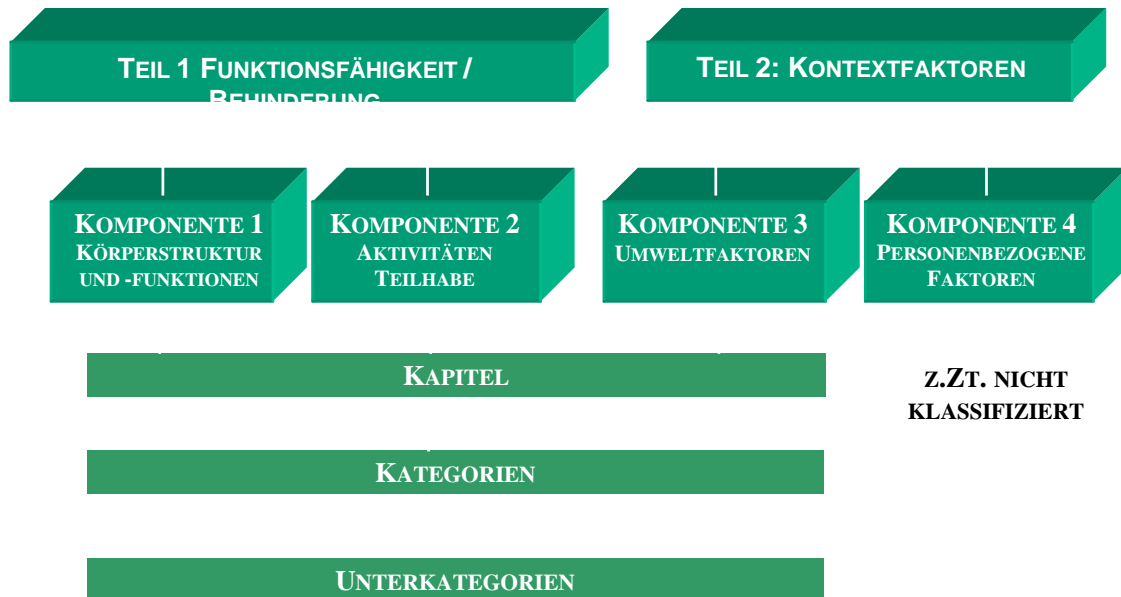 TEIL 1 FUNKTIONSFÄHIGKEIT /
BEHINDERUNG
TEIL 2: KONTEXTFAKTOREN
KOMPONENTE 1
KÖRPERSTRUKTUR
UND -FUNKTIONEN
KOMPONENTE 2
AKTIVITÄTEN
TEILHABE
KOMPONENTE 3
UMWELTFAKTOREN
KOMPONENTE 4
PERSONENBEZOGENE
FAKTOREN
KAPITEL
Z.ZT. NICHT
KLASSIFIZIERT
KATEGORIEN
UNTERKATEGORIEN